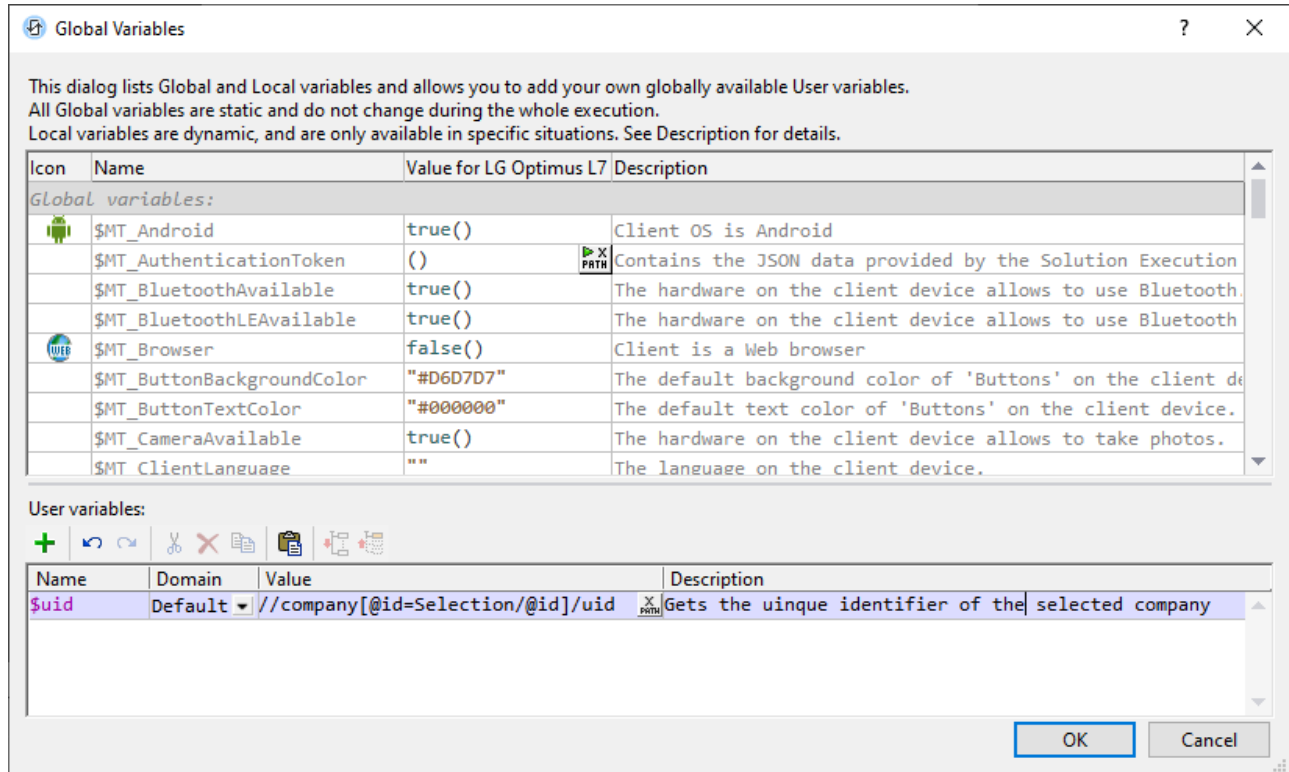 Global Variables ?
This dialog lists Global and Local variables and allows you to add your own globally available User variables.
All Global variables are static and do not change during the whole execution.
Local variables are dynamic, and are only available in specific situations. See Description for details.
Icon Name Value for LG Optimus L7 Description
Global variables:
$MT_Android true() Client OS is Android
$MT_AuthenticationToken () X PATH Contains the JSON data provided by the Solution Execution
$MT_BluetoothAvailable true() The hardware on the client device allows to use Bluetooth.
$MT_BluetoothLEAvailable true() The hardware on the client device allows to use Bluetooth
WEB $MT_Browser false() Client is a Web browser
$MT_ButtonBackgroundColor "#D6D7D7" The default background color of 'Buttons' on the client de
$MT_ButtonTextColor "#000000" The default text color of 'Buttons' on the client device.
$MT_CameraAvailable true() The hardware on the client device allows to take photos.
$MT_ClientLanguage "" The language on the client device.
User variables:
Name Domain Value Description
$uid Default //company[@id=Selection/@id]/uid X PATH Gets the uinque identifier of the selected company
OK Cancel